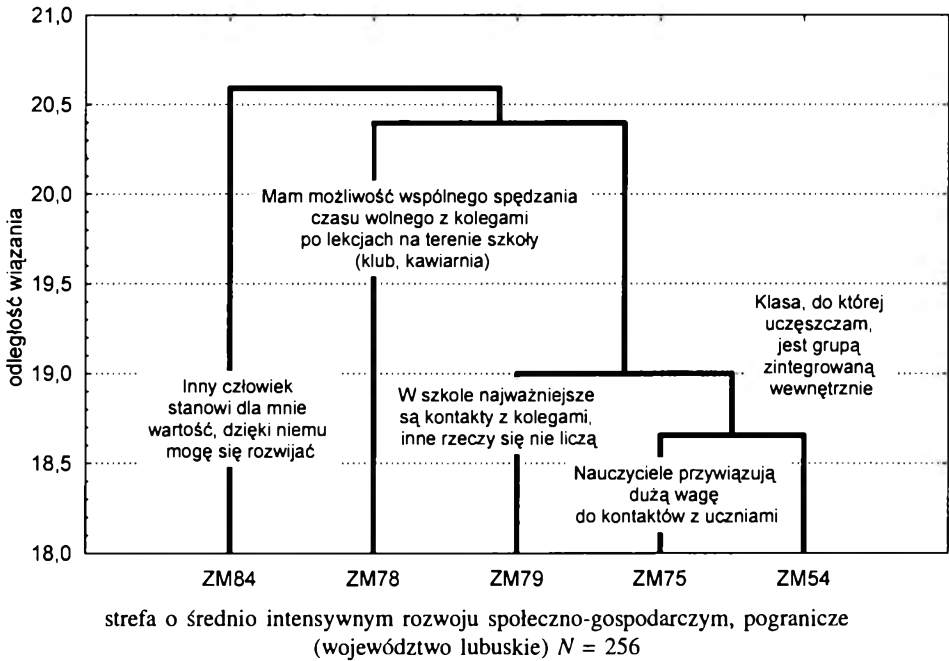 21,0
20,5
20,0
19,5
19,0
18,5
18,0
odległość wiązania
Mam możliwość wspólnego spędzania
czasu wolnego z kolegami
po lekcjach na terenie szkoły
(klub, kawiarnia)
Klasa, do której
uczęszczam,
jest grupą
zintegrowaną
wewnętrznie
Inny człowiek
stanowi dla mnie
wartość, dzięki niemu
mogę się rozwijać
W szkole najważniejsze
są kontakty z kolegami,
inne rzeczy się nie liczą
Nauczyciele przywiązują
dużą wagę
do kontaktów z uczniami
ZM84 ZM78 ZM79 ZM75 ZM54
strefa o średnio intensywnym rozwoju społeczno-gospodarczym, pogranicze
(województwo lubuskie) N = 256